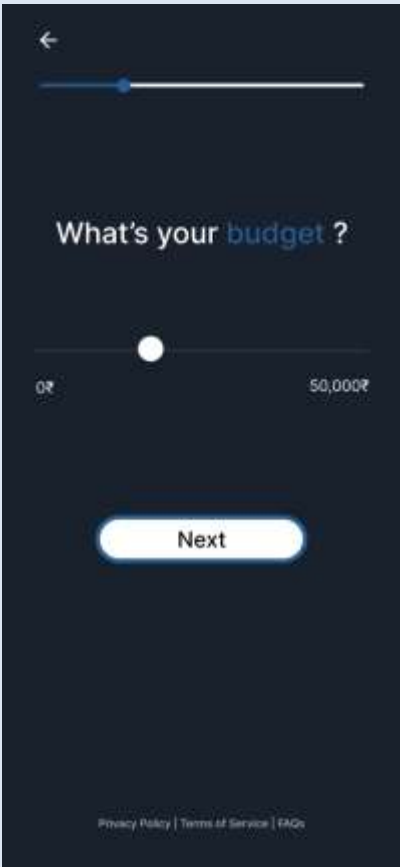 What's your budget ?
0₹ 50,000₹
Next
Privacy Policy | Terms of Service | FAQs